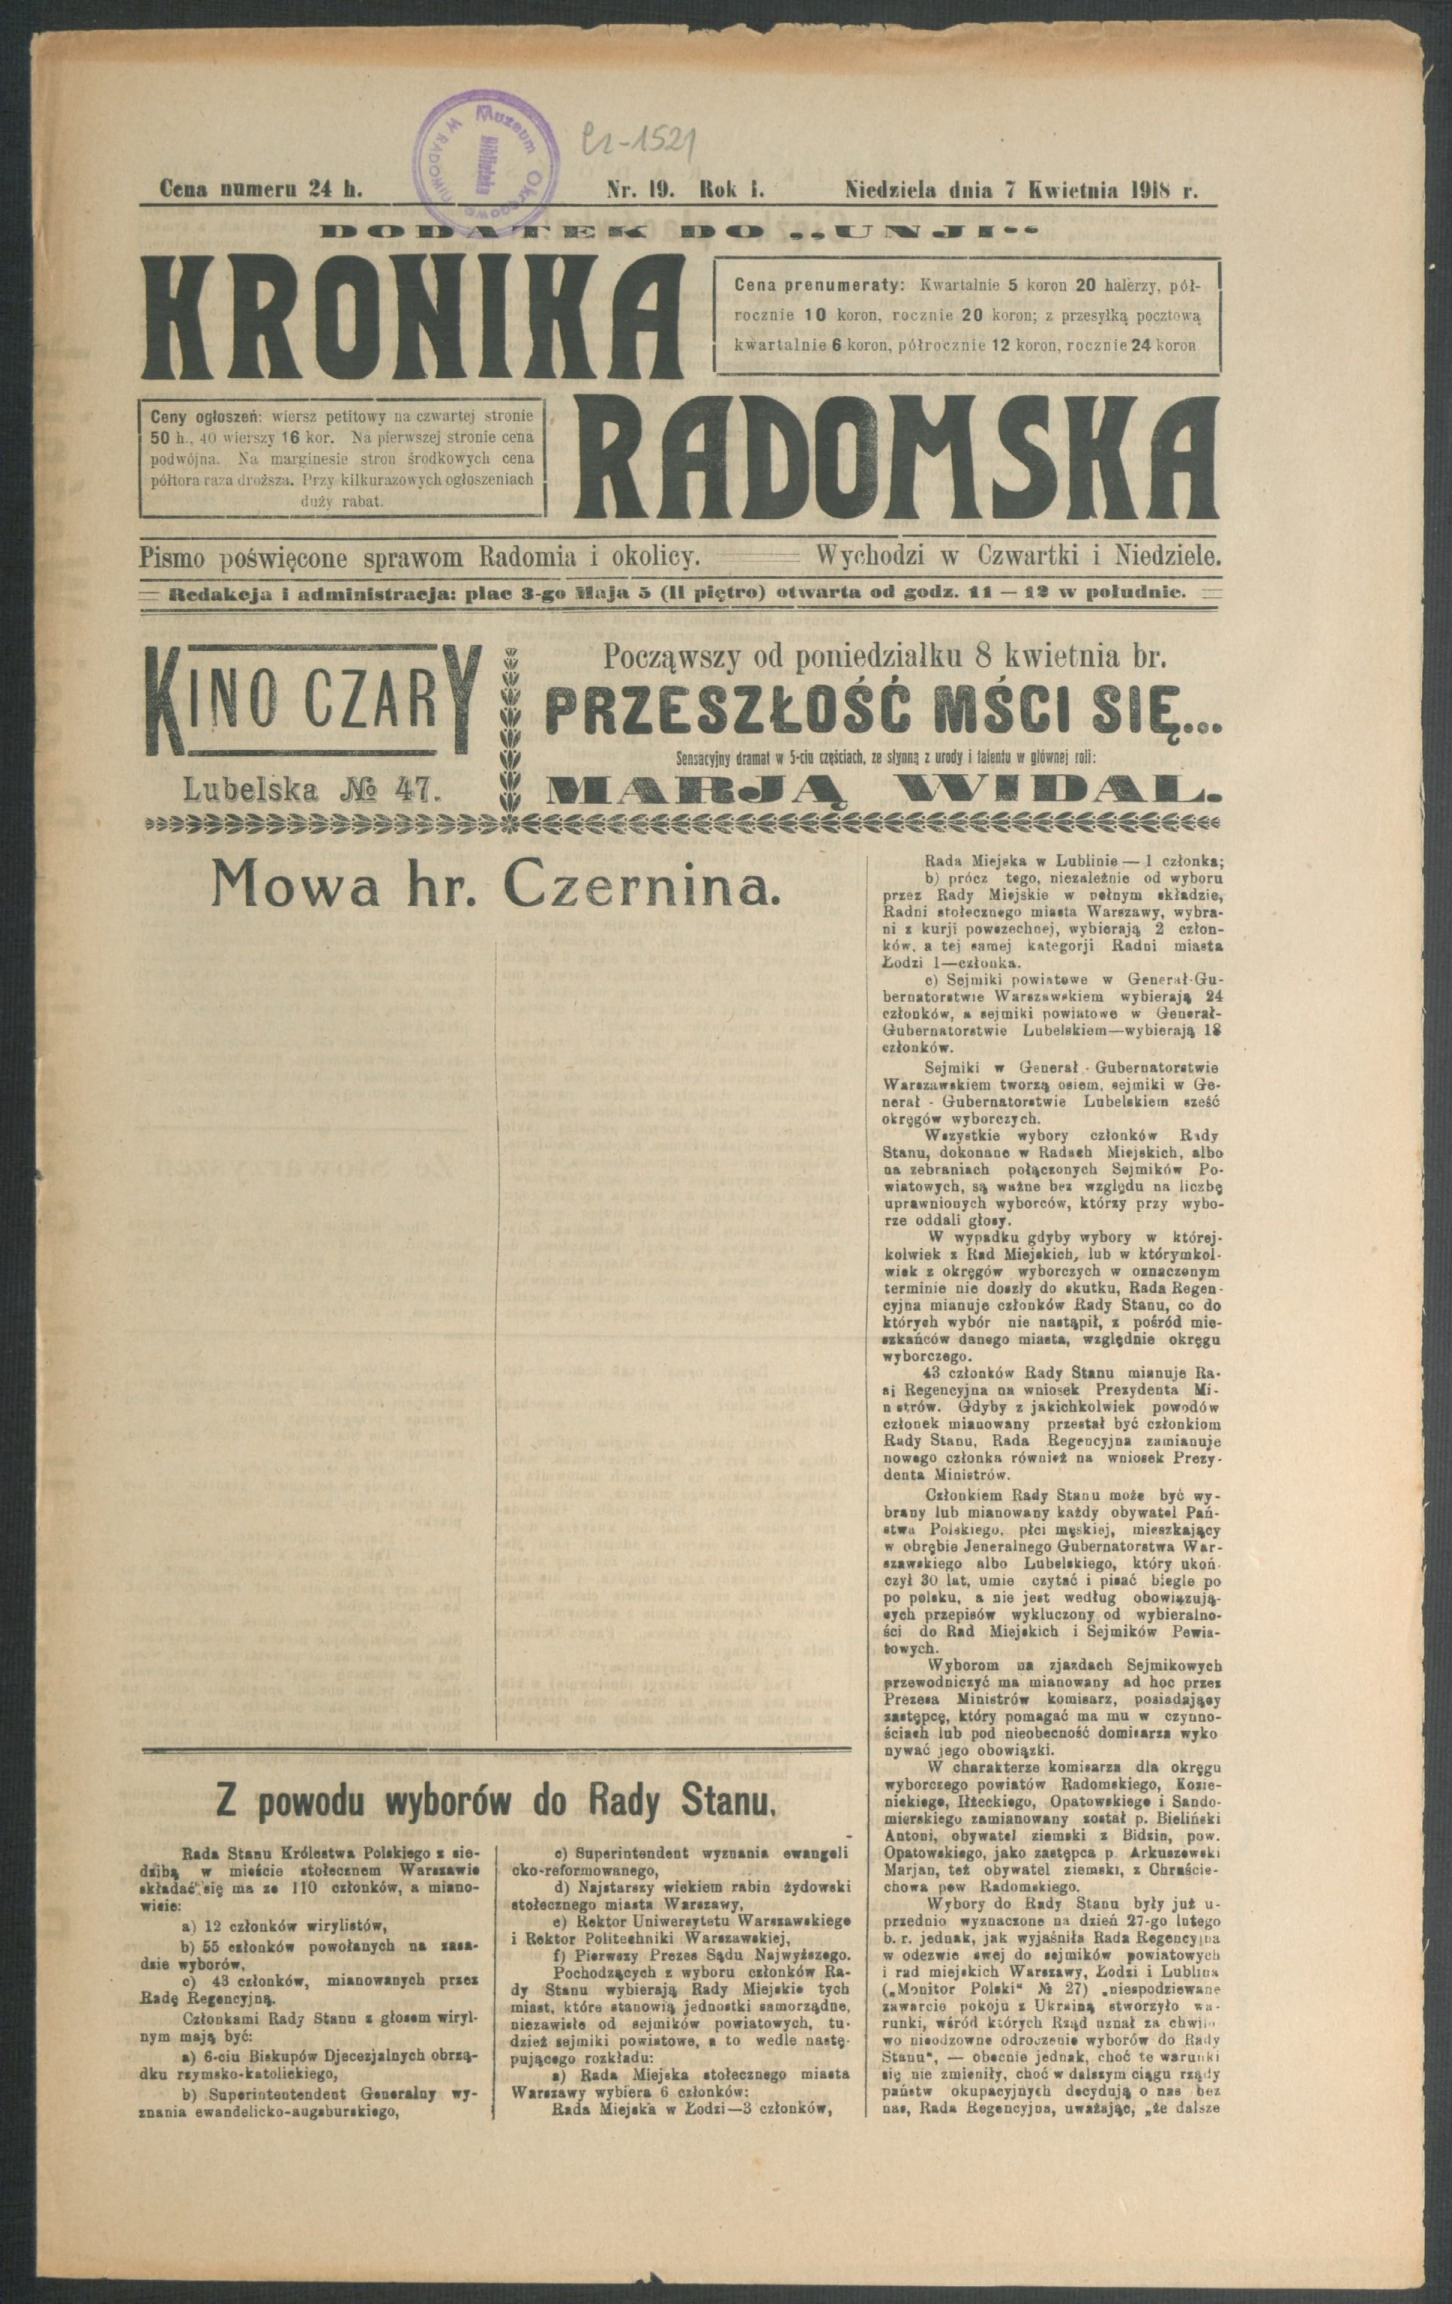 Muzeum Okręgowe
W RADOMIU
Biblioteka
Cz-1521
Cena numeru 24 h.
Nr. 19. Rok I.
Niedziela dnia 7 Kwietnia 1918 r.
DODATEK DO „UNJI“
KRONIKA
Cena prenumeraty: Kwartalnie 5 koron 20 halerzy, pół-
rocznie 10 koron, rocznie 20 koron; z przesyłką pocztową
kwartalnie 6 koron, półrocznie 12 koron, rocznie 24 koron
Ceny ogłoszeń: wiersz petitowy na czwartej stronie
50 h., 40 wierszy 16 kor. Na pierwszej stronie cena
podwójna. Na marginesie stron środkowych cena
półtora raza droższa. Przy kilkurazowych ogłoszeniach
duży rabat.
RADOMSKA
Pismo poświęcone sprawom Radomia i okolicy. Wychodzi w Czwartki i Niedziele.
Redakcja i administracja: plac 3-go Maja 5 (II piętro) otwarta od godz. 11 — 12 w południe.
KINO CZARY
Lubelska № 47.
Począwszy od poniedziałku 8 kwietnia br.
PRZESZŁOŚĆ MŚCI SIĘ...
Sensacyjny dramat w 5-ciu częściach, ze słynną z urody i talentu w głównej roli:
MARJĄ WIDAL.
Mowa hr. Czernina.
Z powodu wyborów do Rady Stanu.
Rada Stanu Królestwa Polskiego z sie-
dzibą w mieście stołecznem Warszawie
składać się ma ze 110 członków, a miano-
wicie:
a) 12 członków wirylistów,
b) 55 członków powołanych na zasa-
dzie wyborów,
c) 43 członków, mianowanych przez
Radę Regencyjną.
Członkami Rady Stanu z głosem wiryl-
nym mają być:
a) 6-ciu Biskupów Djecezjalnych obrzą-
dku rzymsko-katolickiego,
b) Superintentendent Generalny wy-
znania ewandelicko-augsburskiego,
c) Superintendent wyznania ewangeli
cko-reformowanego,
d) Najstarszy wiekiem rabin żydowski
stołecznego miasta Warszawy,
e) Rektor Uniwersytetu Warszawskiego
i Rektor Politechniki Warszawskiej,
f) Pierwszy Prezes Sądu Najwyższego.
Pochodzących z wyboru członków Ra-
dy Stanu wybierają Rady Miejskie tych
miast, które stanowią jednostki samorządne,
niezawisłe od sejmików powiatowych, tu-
dzież sejmiki powiatowe, a to wedle nastę-
pującego rozkładu:
a) Rada Miejska stołecznego miasta
Warszawy wybiera 6 członków:
Rada Miejska w Łodzi—3 członków,
Rada Miejska w Lublinie — 1 członka;
b) prócz tego, niezależnie od wyboru
przez Rady Miejskie w pełnym składzie,
Radni stołecznego miasta Warszawy, wybra-
ni z kurji powszechnej, wybierają 2 człon-
ków, a tej samej kategorji Radni miasta
Łodzi 1—członka.
c) Sejmiki powiatowe w Generał-Gu-
bernatorstwie Warszawskiem wybierają 24
członków, a sejmiki powiatowe w Generał-
Gubernatorstwie Lubelskiem—wybierają 18
członków.
Sejmiki w Generał - Gubernatorstwie
Warszawskiem tworzą osiem, sejmiki w Ge-
nerał - Gubernatorstwie Lubelskiem sześć
okręgów wyborczych.
Wszystkie wybory członków Rady
Stanu, dokonane w Radach Miejskich, albo
na zebraniach połączonych Sejmików Po-
wiatowych, są ważne bez względu na liczbę
uprawnionych wyborców, którzy przy wybo-
rze oddali głosy.
W wypadku gdyby wybory w której-
kolwiek z Rad Miejskich, lub w którymkol-
wiek z okręgów wyborczych w oznaczonym
terminie nie doszły do skutku, Rada Regen-
cyjna mianuje członków Rady Stanu, co do
których wybór nie nastąpił, z pośród mie-
szkańców danego miasta, względnie okręgu
wyborczego.
43 członków Rady Stanu mianuje Ra-
aj Regencyjna na wniosek Prezydenta Mi-
n strów. Gdyby z jakichkolwiek powodów
członek mianowany przestał być członkiem
Rady Stanu, Rada Regencyjna zamianuje
nowego członka również na wniosek Prezy-
denta Ministrów.
Członkiem Rady Stanu może być wy-
brany lub mianowany każdy obywatel Pań-
stwa Polskiego, płci męskiej, mieszkający
w obrębie Jeneralnego Gubernatorstwa War-
szawskiego albo Lubelskiego, który ukoń-
czył 30 lat, umie czytać i pisać biegle po
po polsku, a nie jest według obowiązują-
cych przepisów wykluczony od wybieralno-
ści do Rad Miejskich i Sejmików Powia-
towych.
Wyborom na zjazdach Sejmikowych
przewodniczyć ma mianowany ad hoc przez
Prezesa Ministrów komisarz, posiadający
zastępcę, który pomagać ma mu w czynno-
ściach lub pod nieobecność domisarza wyko
nywać jego obowiązki.
W charakterze komisarza dla okręgu
wyborczego powiatów Radomskiego, Kozie-
nickiego, Iłżeckiego, Opatowskiego i Sando-
mierskiego zamianowany został p. Bieliński
Antoni, obywatel ziemski z Bidzin, pow.
Opatowskiego, jako zastępca p. Arkuszewski
Marjan, też obywatel ziemski, z Chruście-
chowa pow Radomskiego.
Wybory do Rady Stanu były już u-
przednio wyznaczone na dzień 27-go lutego
b. r. jednak, jak wyjaśniła Rada Regencyjna
w odezwie swej do sejmików powiatowych
i rad miejskich Warszawy, Łodzi i Lublina
(„Monitor Polski“ № 27) „niespodziewane
zawarcie pokoju z Ukrainą stworzyło wa-
runki, wśród których Rząd uznał za chwilo
wo nieodzowne odroczenie wyborów do Rady
Stanu“, — obecnie jednak, choć te warunki
się nie zmieniły, choć w dalszym ciągu rządy
państw okupacyjnych decydują o nas bez
nas, Rada Regencyjna, uważając, „że dalsze